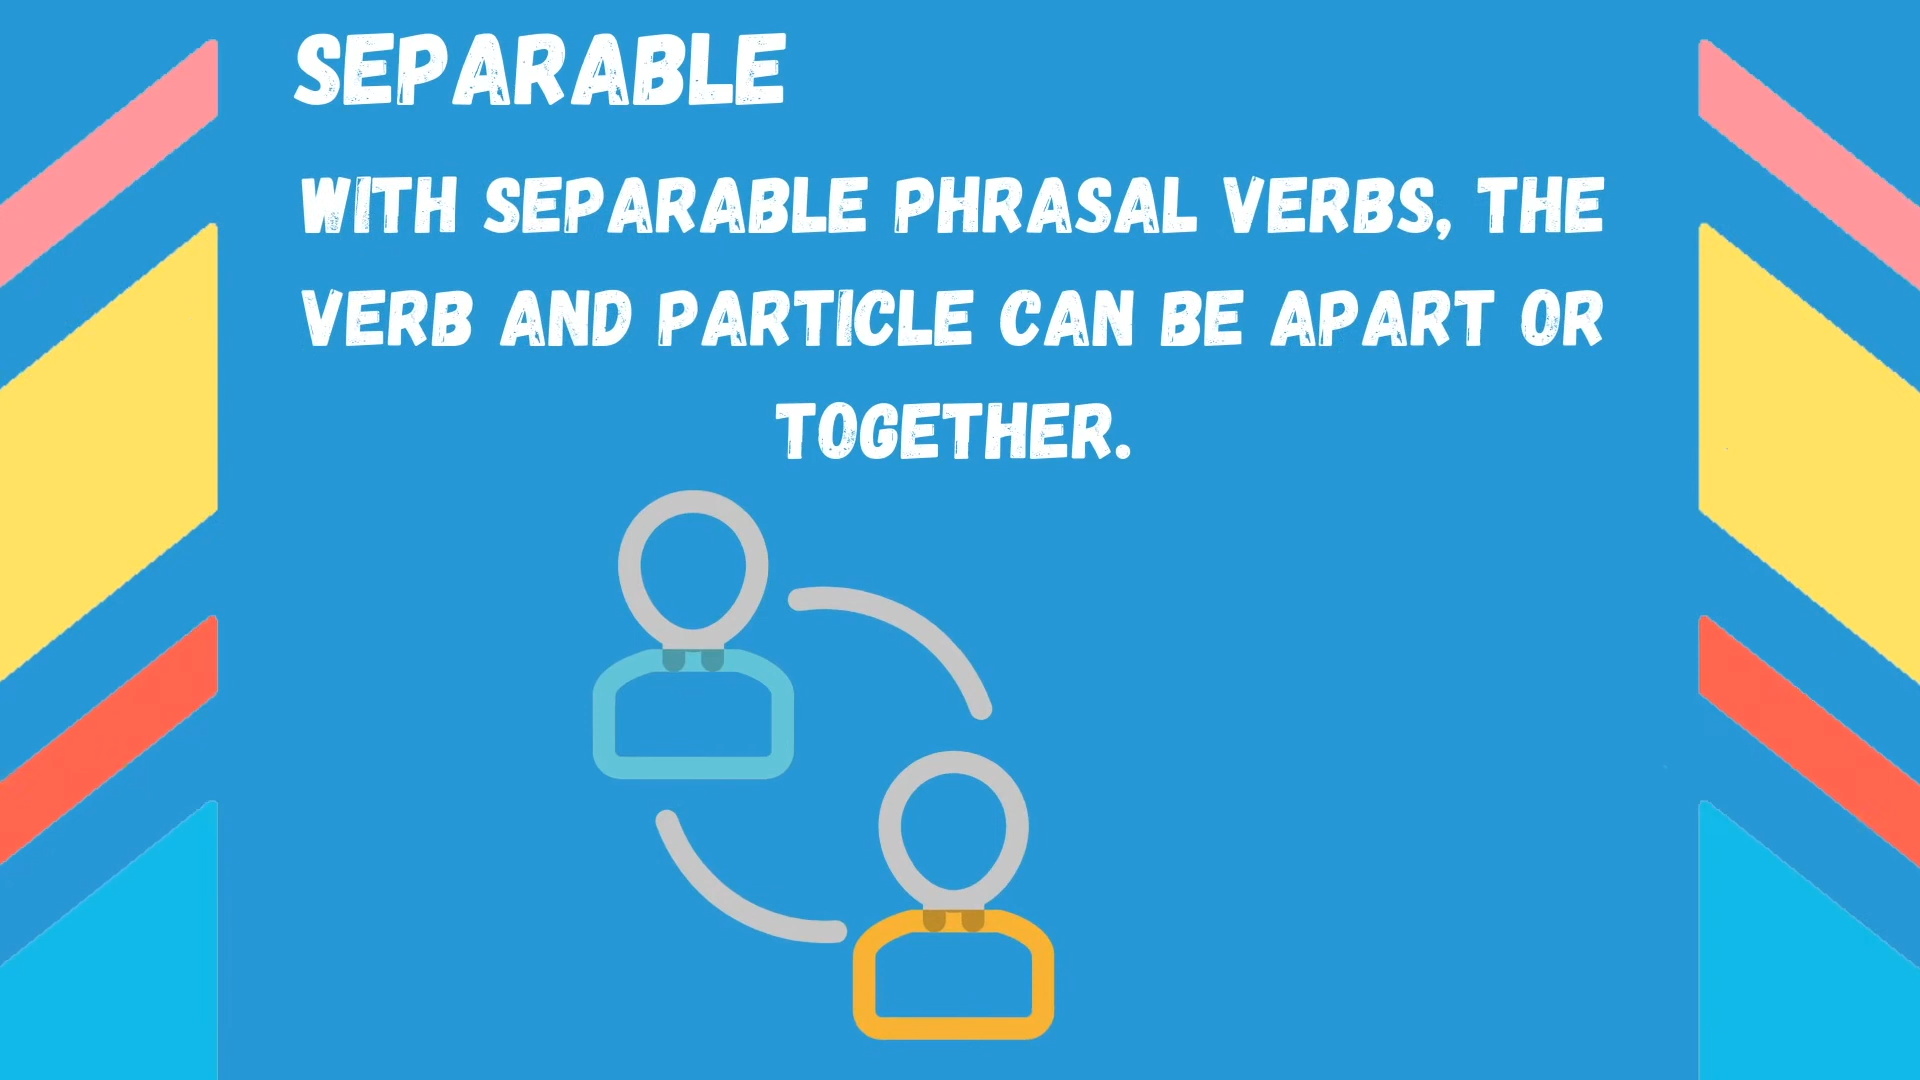 SEPARABLE
WITH SEPARABLE PHRASAL VERBS, THE
VERB AND PARTICLE CAN BE APART OR
TOGETHER.